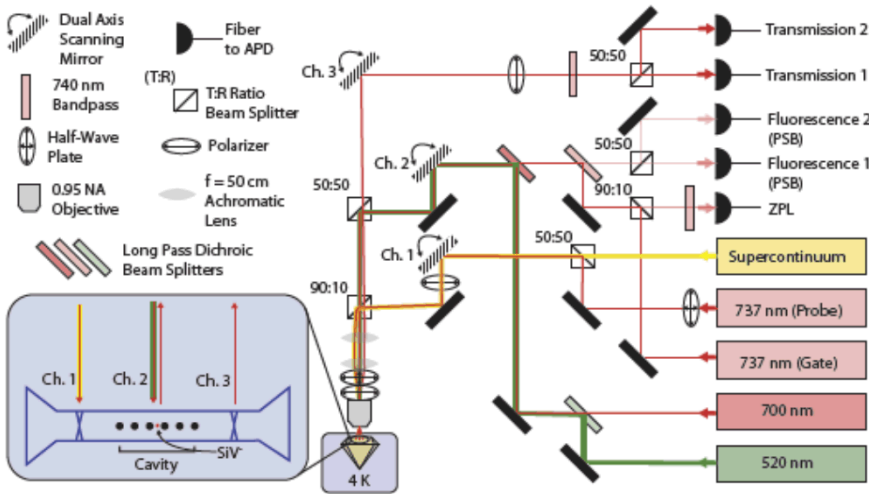 Dual Axis
Scanning
Mirror
Fiber
to APD
740 nm
Bandpass
(T:R)
T:R Ratio
Beam Splitter
Half-Wave
Plate
Polarizer
0.95 NA
Objective
f = 50 cm
Achromatic
Lens
Long Pass Dichroic
Beam Splitters
Ch. 3
50:50
Transmission 2
Transmission 1
Ch. 2
50:50
Fluorescence 2
(PSB)
Fluorescence 1
(PSB)
50:50
90:10
ZPL
Ch. 1
50:50
Supercontinuum
90:10
737 nm (Probe)
737 nm (Gate)
700 nm
520 nm
Ch. 1
Ch. 2
Ch. 3
SiV-
Cavity
4 K